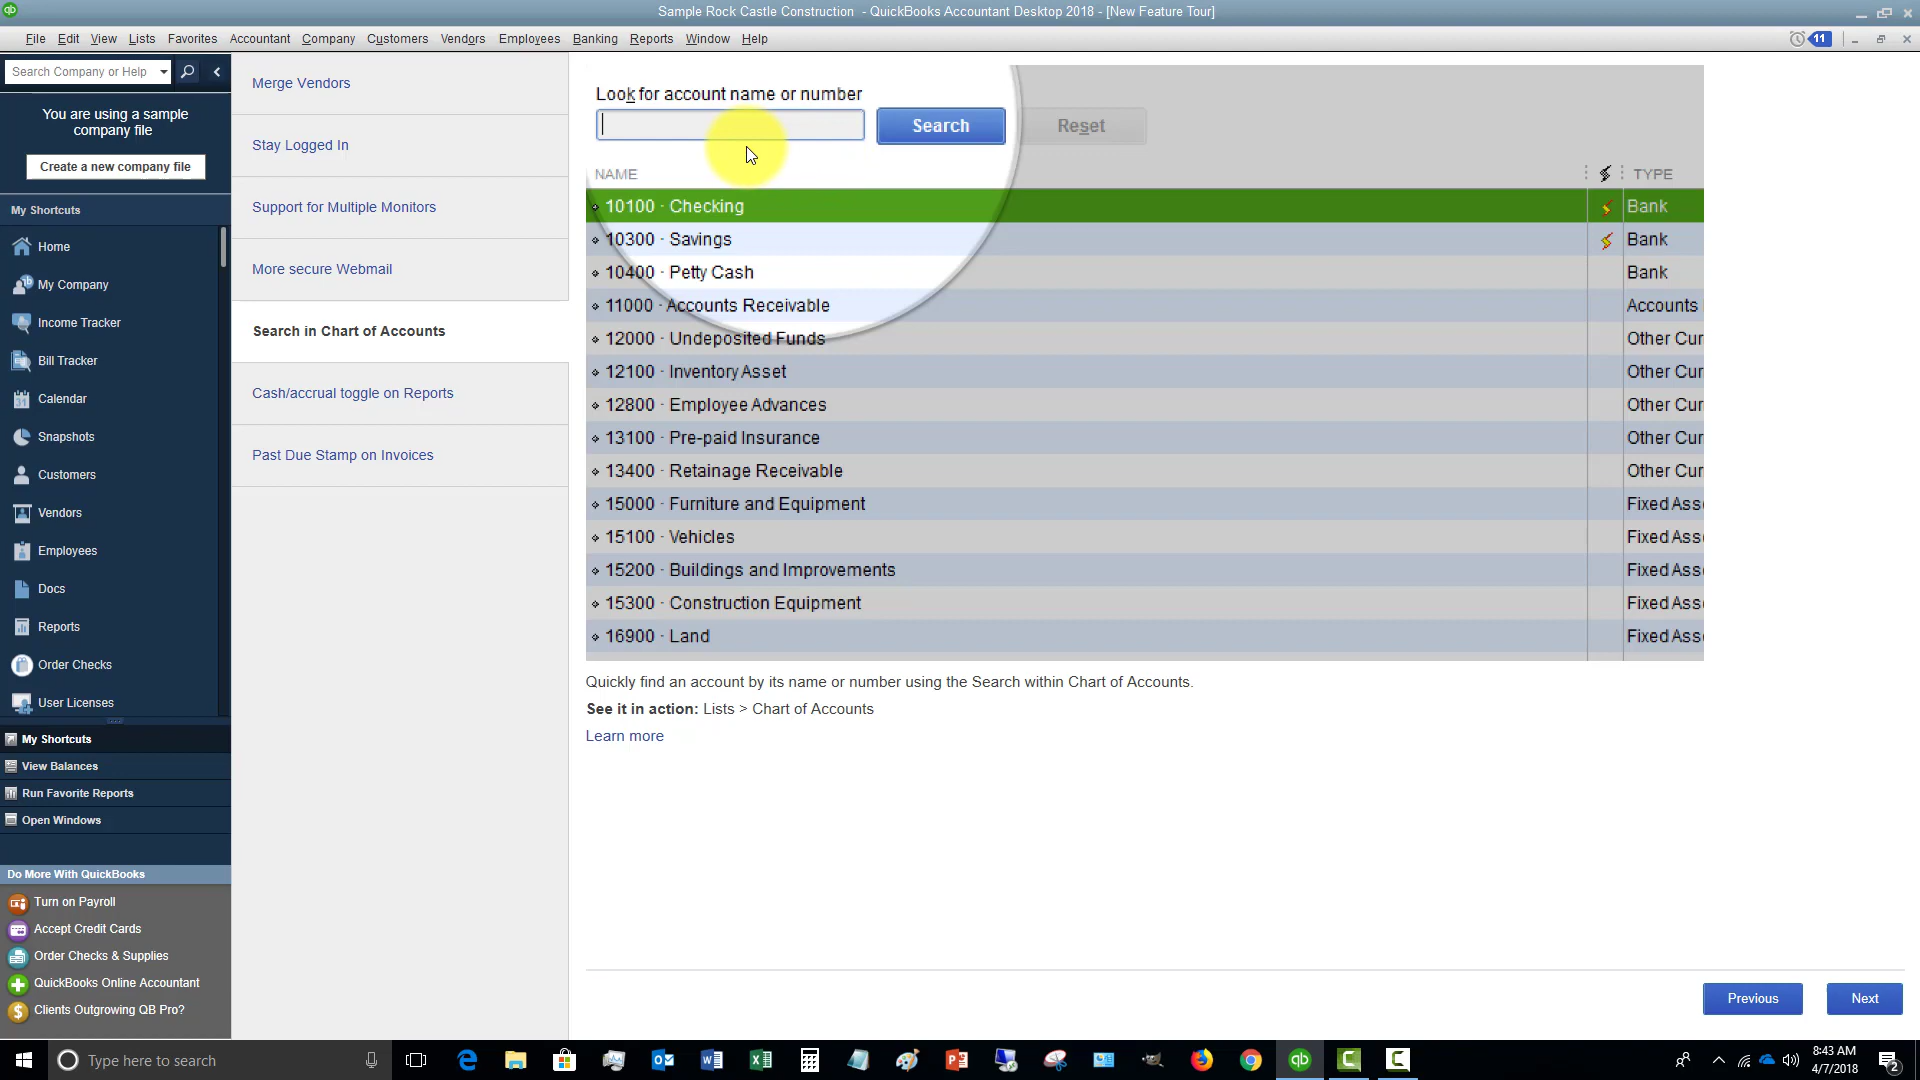 Sample Rock Castle Construction - QuickBooks Accountant Desktop 2018 - [New Feature Tour]
File Edit View Lists Favorites Accountant Company Customers Vendors Employees Banking Reports Window Help
11
Search Company or Help
You are using a sample
company file
Create a new company file
My Shortcuts
Home
My Company
Income Tracker
Bill Tracker
Calendar
Snapshots
Customers
Vendors
Employees
Docs
Reports
Order Checks
User Licenses
My Shortcuts
View Balances
Run Favorite Reports
Open Windows
Do More With QuickBooks
Turn on Payroll
Accept Credit Cards
Order Checks & Supplies
QuickBooks Online Accountant
Clients Outgrowing QB Pro?
Merge Vendors
Stay Logged In
Support for Multiple Monitors
More secure Webmail
Search in Chart of Accounts
Cash/accrual toggle on Reports
Past Due Stamp on Invoices
Look for account name or number
Search Reset
NAME TYPE
10100 · Checking Bank
10300 · Savings Bank
10400 · Petty Cash Bank
11000 · Accounts Receivable Accounts
12000 · Undeposited Funds Other Cur
12100 · Inventory Asset Other Cur
12800 · Employee Advances Other Cur
13100 · Pre-paid Insurance Other Cur
13400 · Retainage Receivable Other Cur
15000 · Furniture and Equipment Fixed Ass
15100 · Vehicles Fixed Ass
15200 · Buildings and Improvements Fixed Ass
15300 · Construction Equipment Fixed Ass
16900 · Land Fixed Ass
Quickly find an account by its name or number using the Search within Chart of Accounts.
See it in action: Lists > Chart of Accounts
Learn more
Previous Next
Type here to search
8:43 AM
4/7/2018
2